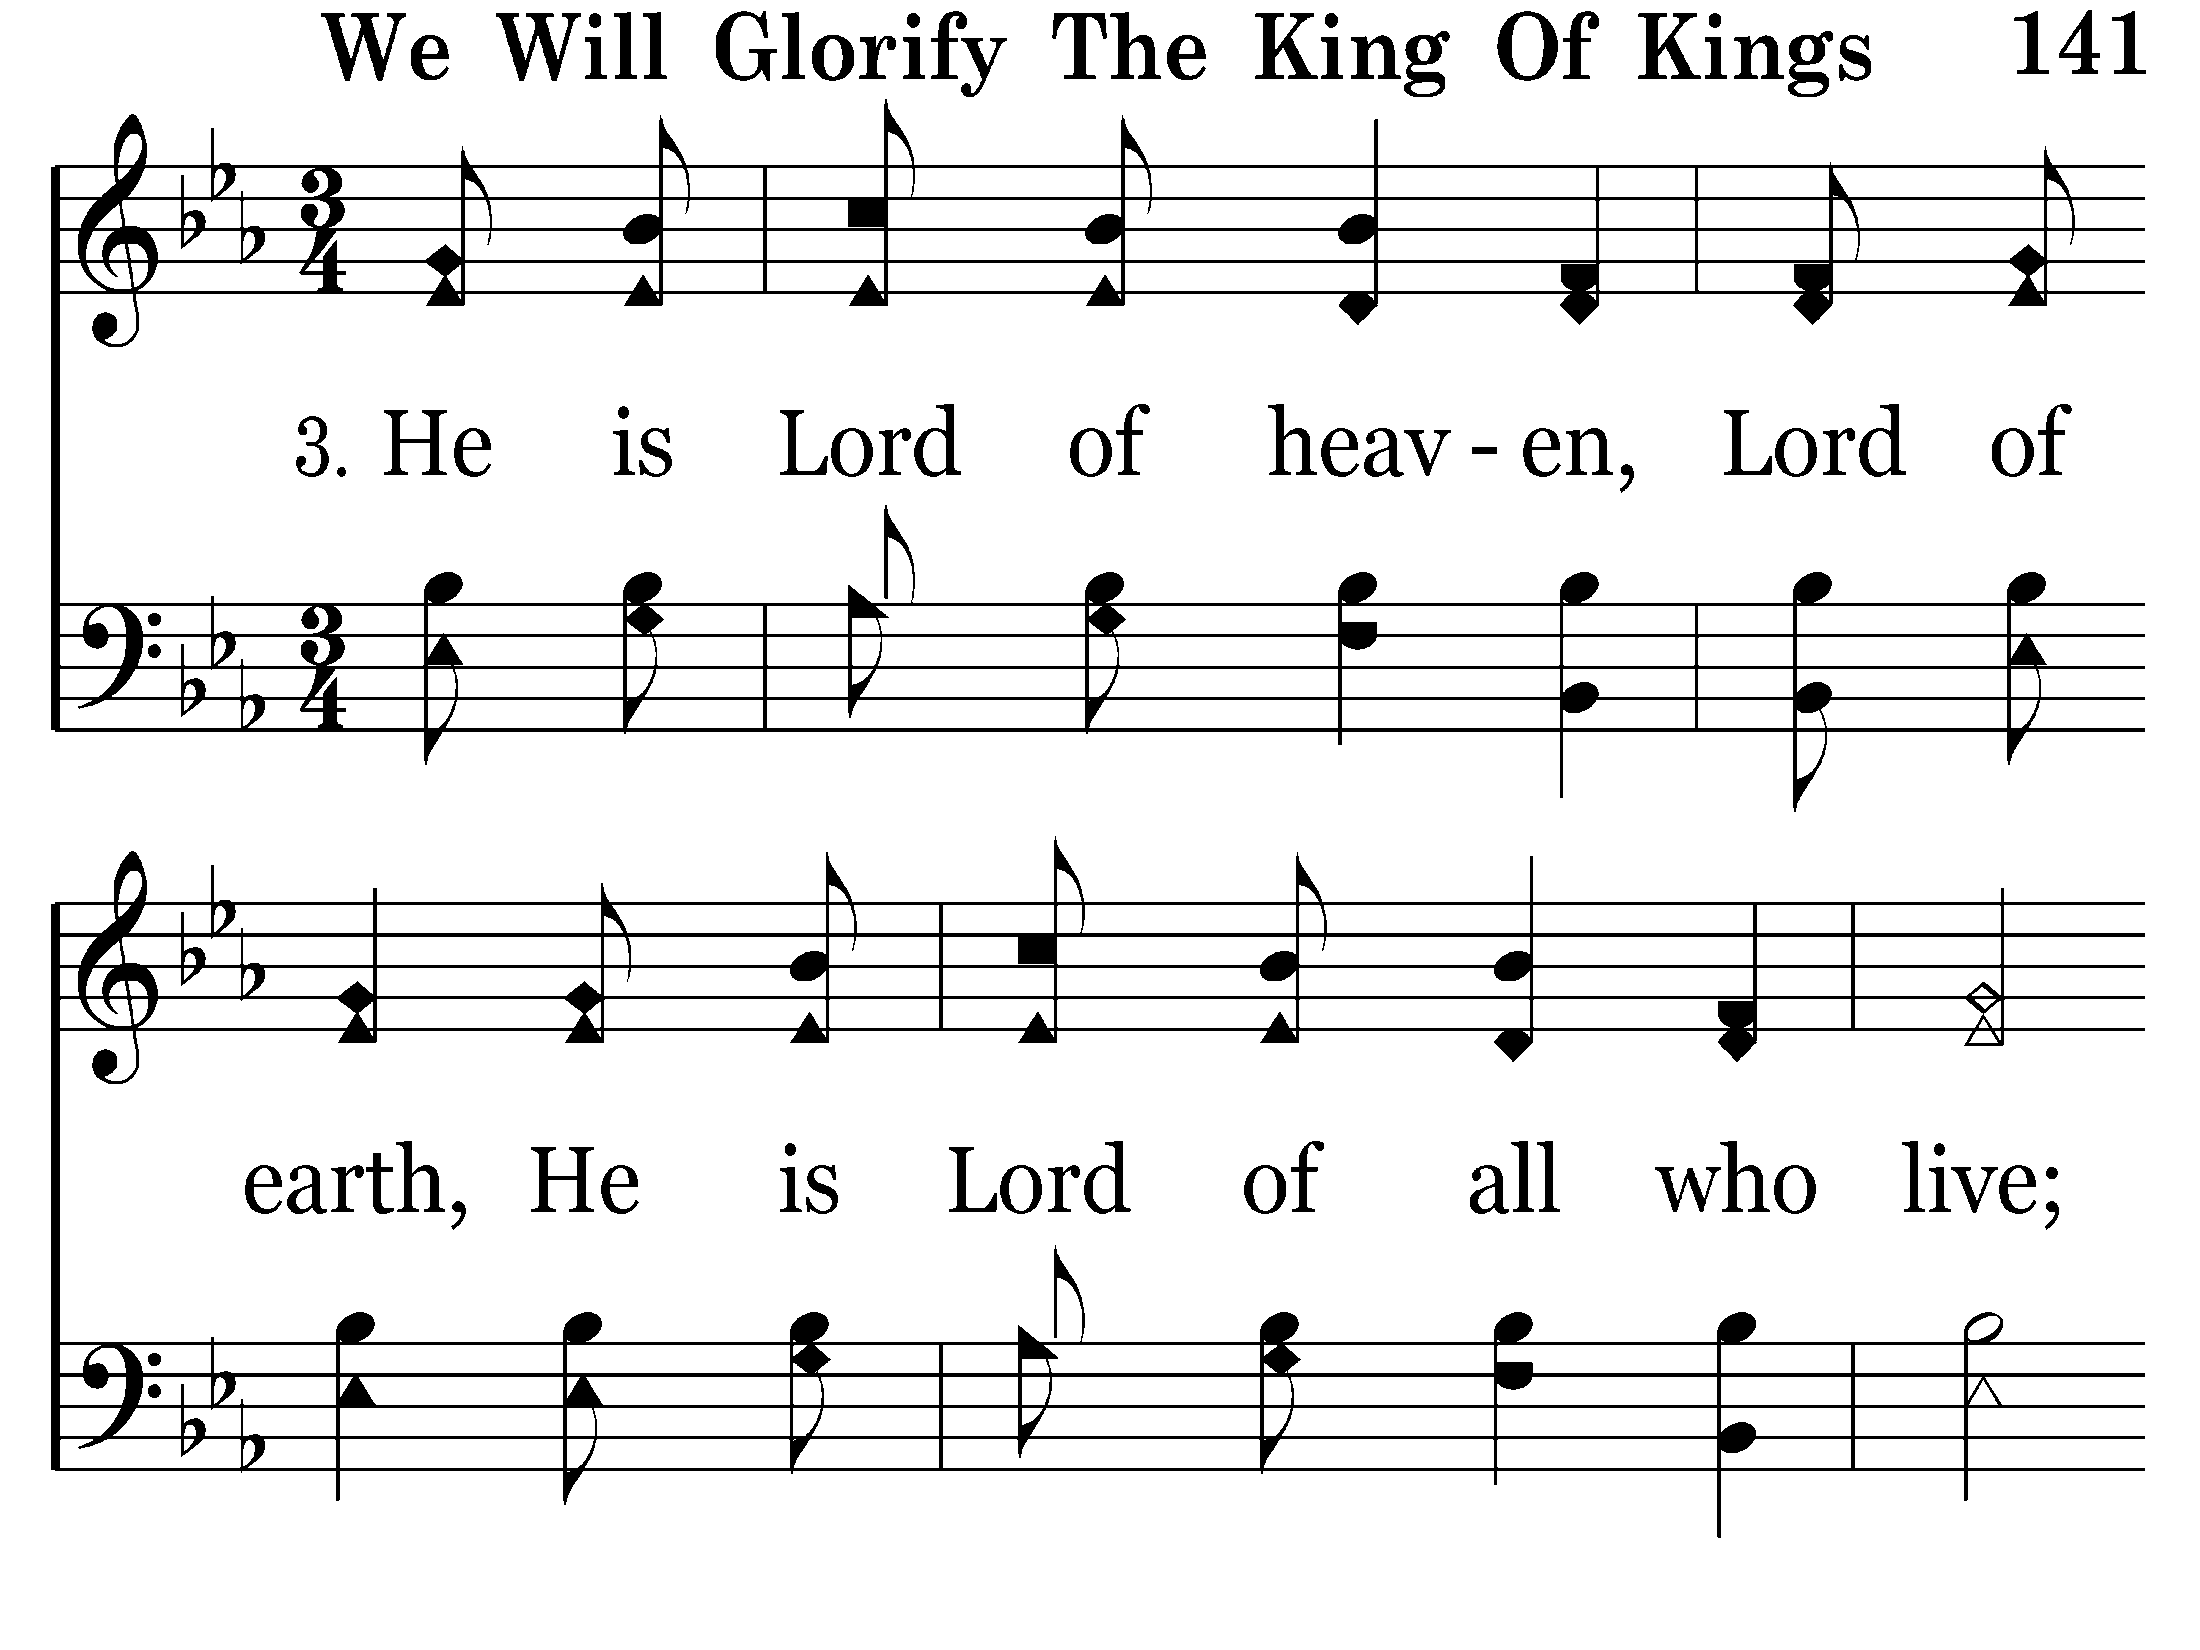 We Will Glorify The King Of Kings 141
3. He is Lord of heav - en, Lord of
earth, He is Lord of all who live;